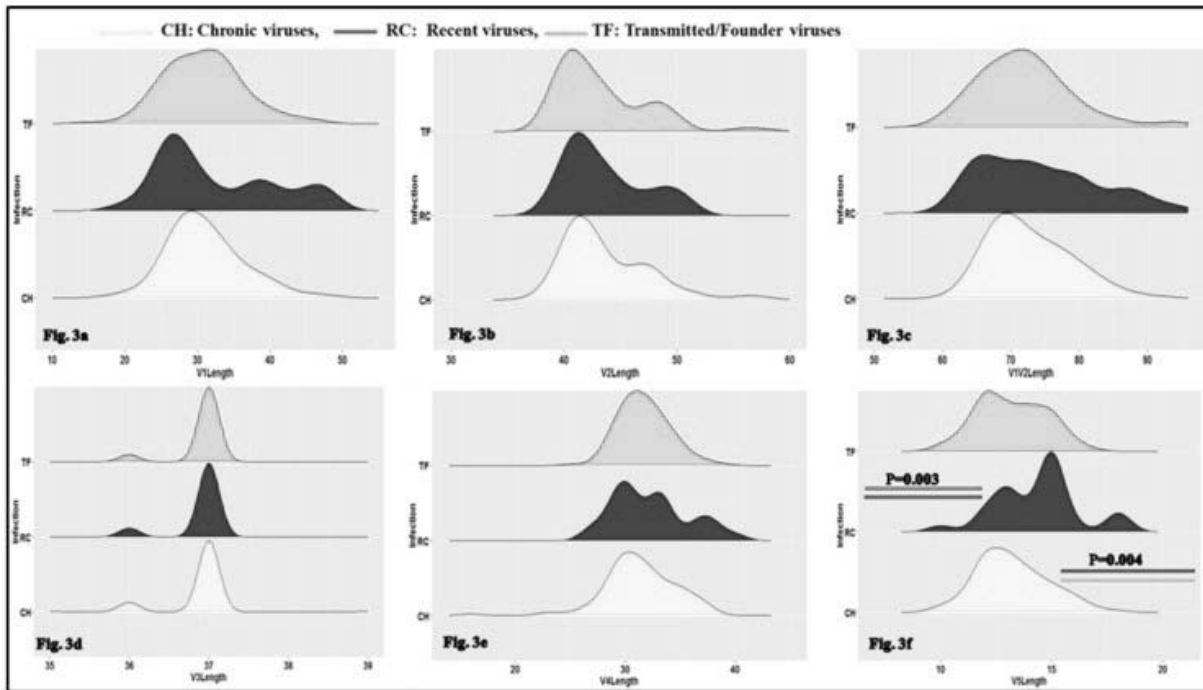 CH: Chronic viruses, RC: Recent viruses, TF: Transmitted/Founder viruses
TF
RC
CH
Infection
Fig. 3a
10 20 30 40 50
V1Length
TF
RC
CH
Infection
Fig. 3b
30 40 50 60
V2Length
TF
RC
CH
Infection
Fig. 3c
50 60 70 80 90
V1V2Length
TF
RC
CH
Infection
Fig. 3d
35 36 37 38 39
V3Length
TF
RC
CH
Infection
Fig. 3e
20 30 40
V4Length
TF
P=0.003
RC
P=0.004
CH
Infection
Fig. 3f
10 15 20
V5Length